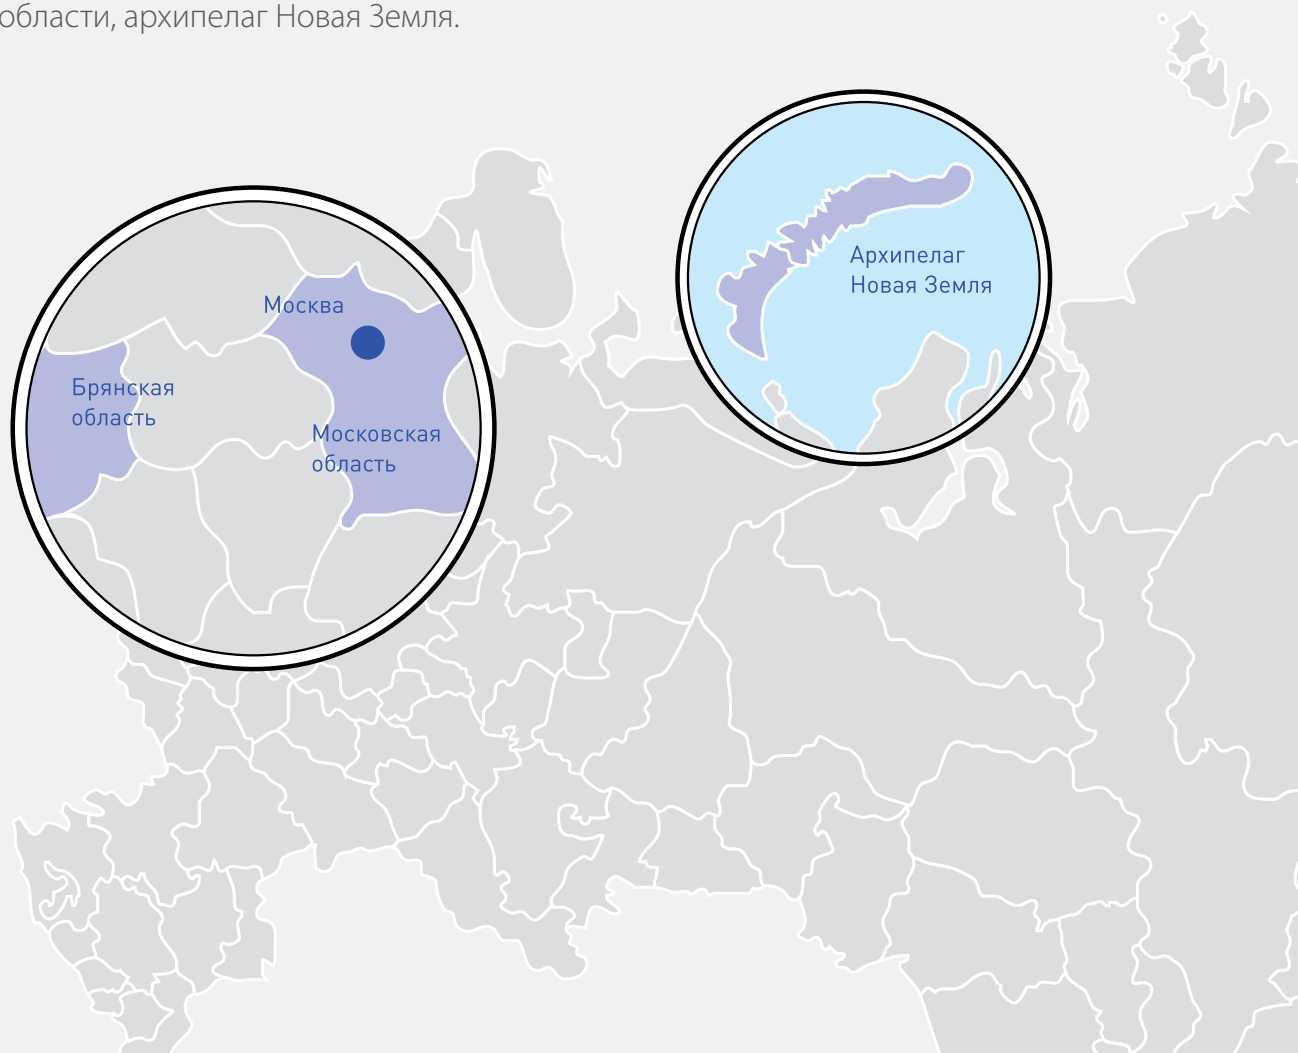 области, архипелаг Новая Земля.
Архипелаг
Новая Земля
Москва
Брянская
область
Московская
область